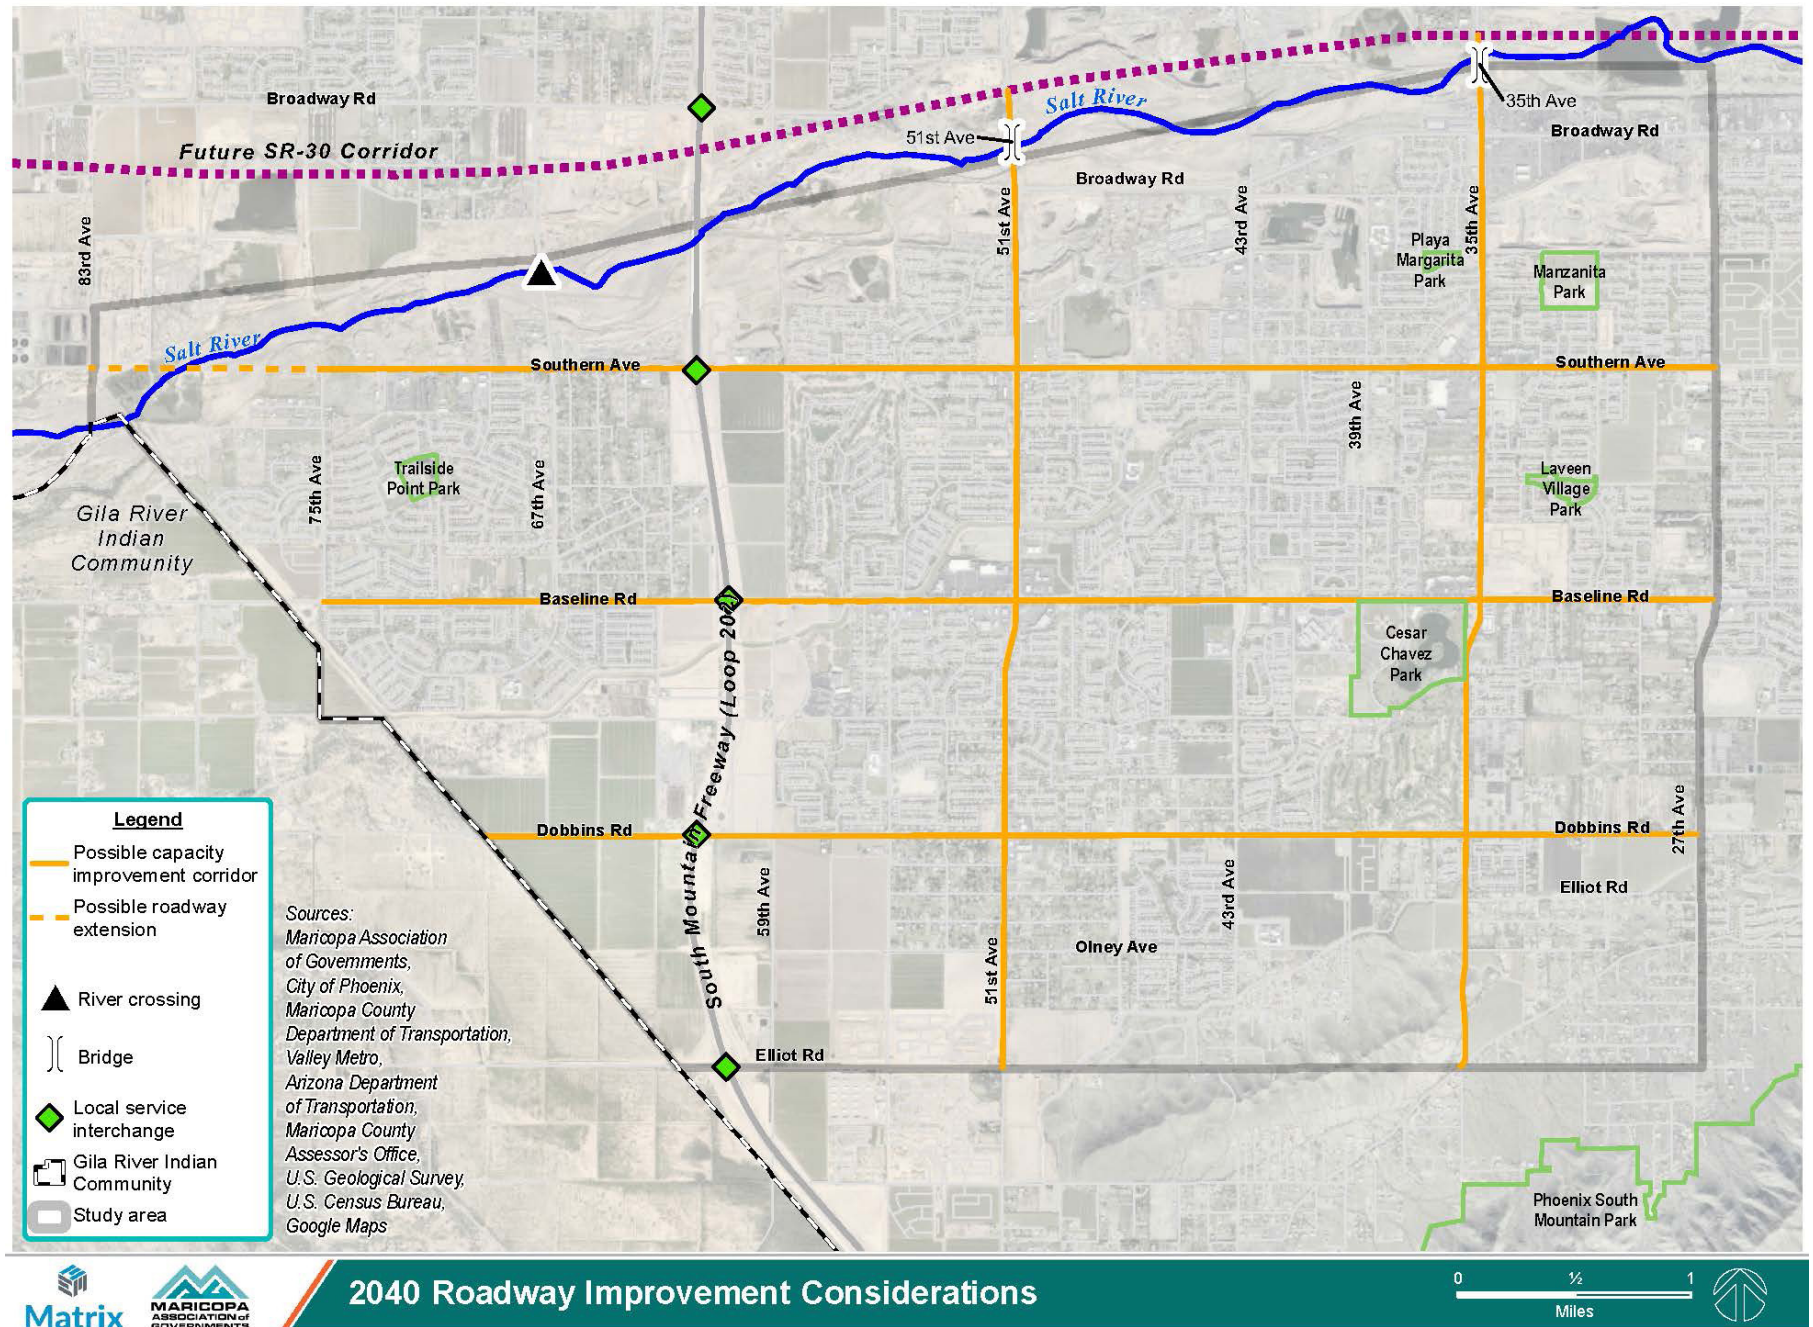 Broadway Rd
Future SR-30 Corridor
Salt River
51st Ave
35th Ave
Broadway Rd
Broadway Rd
83rd Ave
51st Ave
43rd Ave
35th Ave
Playa
Margarita
Park
Manzanita
Park
Salt River
Southern Ave
Southern Ave
39th Ave
Trailside
Point Park
75th Ave
67th Ave
Laveen
Village
Park
Gila River
Indian
Community
Baseline Rd
Baseline Rd
Cesar
Chavez
Park
South Mountain Freeway (Loop 202)
Dobbins Rd
Dobbins Rd
27th Ave
59th Ave
43rd Ave
Elliot Rd
51st Ave
Olney Ave
Elliot Rd
Phoenix South
Mountain Park
Legend
Possible capacity
improvement corridor
Possible roadway
extension
River crossing
Bridge
Local service
interchange
Gila River Indian
Community
Study area
Sources:
Maricopa Association
of Governments,
City of Phoenix,
Maricopa County
Department of Transportation,
Valley Metro,
Arizona Department
of Transportation,
Maricopa County
Assessor's Office,
U.S. Geological Survey,
U.S. Census Bureau,
Google Maps
Matrix
MARICOPA
ASSOCIATION of
GOVERNMENTS
2040 Roadway Improvement Considerations
0 ½ 1
Miles